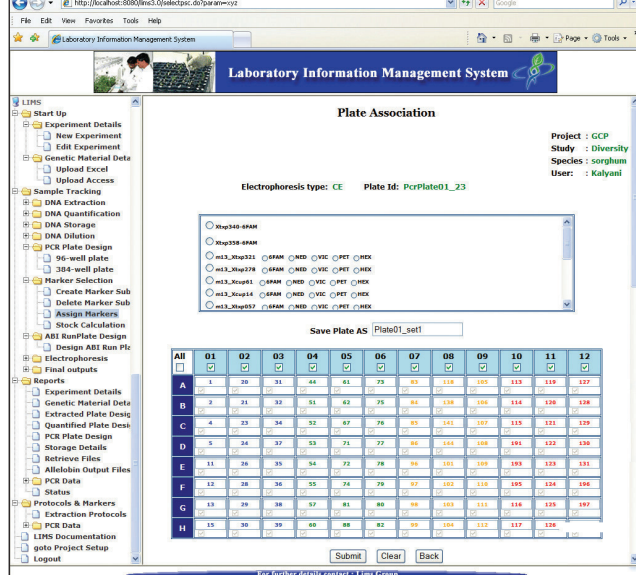 http://localhost:8080/lims3.0/selectpsc.do?param=xyz
Google
File Edit View Favorites Tools Help
Laboratory Information Management System
Page Tools
Laboratory Information Management System
LIMS
Start Up
Experiment Details
New Experiment
Edit Experiment
Genetic Material Deta
Upload Excel
Upload Access
Sample Tracking
DNA Extraction
DNA Quantification
DNA Storage
DNA Dilution
PCR Plate Design
96-well plate
384-well plate
Marker Selection
Create Marker Sub
Delete Marker Sub
Assign Markers
Stock Calculation
ABI RunPlate Design
Design ABI Run Pla
Electrophoresis
Final outputs
Reports
Experiment Details
Genetic Material Deta
Extracted Plate Desig
Quantified Plate Desi
PCR Plate Design
Storage Details
Retrieve Files
Allelobin Output Files
PCR Data
Status
Protocols & Markers
Extraction Protocols
PCR Data
LIMS Documentation
goto Project Setup
Logout
Plate Association
Project : GCP
Study : Diversity
Species : sorghum
User: : Kalyani
Electrophoresis type: CE Plate Id: PcrPlate01_23
Xtxp340-6FAM
Xtxp358-6FAM
m13_Xtxp321 6FAM NED VIC PET HEX
m13_Xtxp278 6FAM NED VIC PET HEX
m13_Xcup61 6FAM NED VIC PET HEX
m13_Xcup14 6FAM NED VIC PET HEX
m13_Xtxp057 6FAM NED VIC PET HEX
Save Plate AS Plate01_set1
All 01 02 03 04 05 06 07 08 09 10 11 12
A 1 20 31 44 61 73 83 118 105 113 119 127
B 2 21 32 51 62 75 84 138 106 114 120 128
C 4 23 34 52 67 76 95 141 107 115 121 129
D 5 24 37 53 71 77 86 144 108 191 122 130
E 11 26 35 54 72 78 96 101 109 193 123 131
F 12 28 36 55 74 79 97 102 110 195 124 196
G 13 29 38 57 81 80 98 103 111 116 125 197
H 15 30 39 60 88 82 95 104 112 117 126
Submit Clear Back
For further details contact : Lims Group